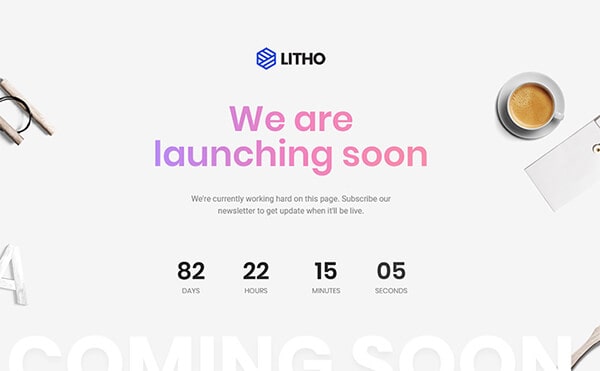 LITHO
We are
launching soon
We're currently working hard on this page. Subscribe our
newsletter to get update when it'll be live.
82 22 15 05
DAYS HOURS MINUTES SECONDS
A
COMING SOON